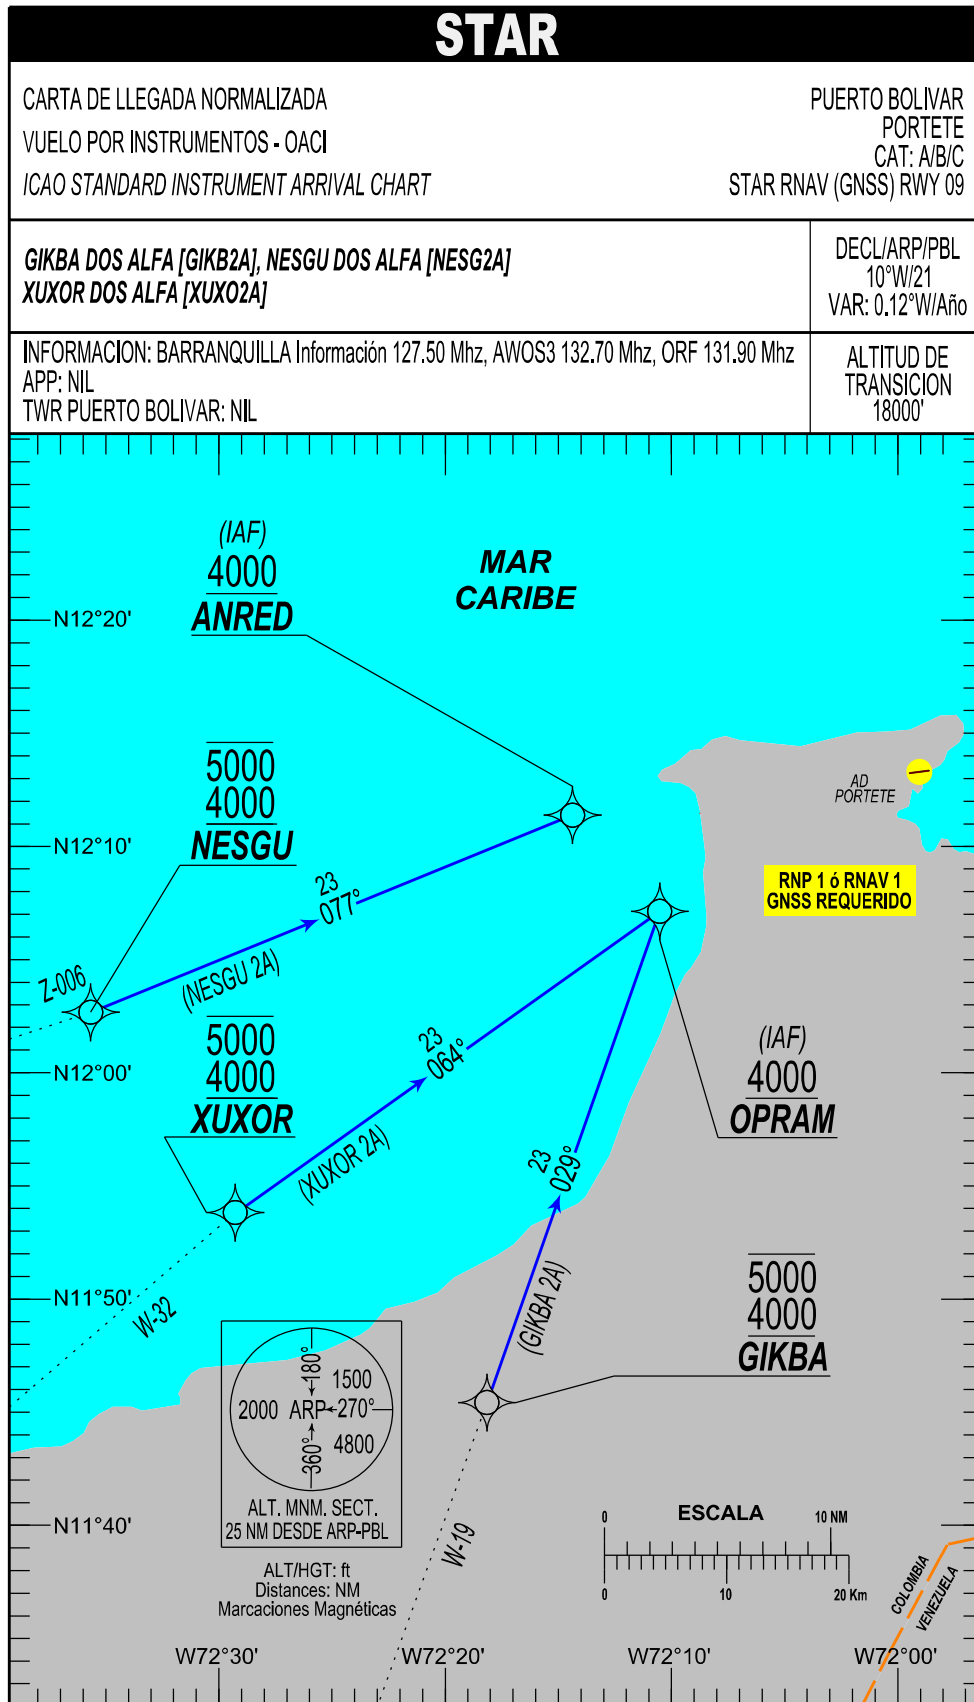 STAR
CARTA DE LLEGADA NORMALIZADA
VUELO POR INSTRUMENTOS - OACI
ICAO STANDARD INSTRUMENT ARRIVAL CHART
PUERTO BOLIVAR
PORTETE
CAT: A/B/C
STAR RNAV (GNSS) RWY 09
GIKBA DOS ALFA [GIKB2A], NESGU DOS ALFA [NESG2A]
XUXOR DOS ALFA [XUXO2A]
DECL/ARP/PBL
10°W/21
VAR: 0.12°W/Año
INFORMACION: BARRANQUILLA Información 127.50 Mhz, AWOS3 132.70 Mhz, ORF 131.90 Mhz
APP: NIL
TWR PUERTO BOLIVAR: NIL
ALTITUD DE
TRANSICION
18000'
(IAF)
4000
ANRED
MAR
CARIBE
N12°20'
5000
4000
NESGU
AD
PORTETE
N12°10'
RNP 1 ó RNAV 1
GNSS REQUERIDO
23
077°
(NESGU 2A)
Z-006
5000
4000
XUXOR
N12°00'
23
064°
(XUXOR 2A)
(IAF)
4000
OPRAM
23
029°
(GIKBA 2A)
N11°50'
W-32
5000
4000
GIKBA
180°
1500
2000 ARP 270°
360°
4800
ALT. MNM. SECT.
25 NM DESDE ARP-PBL
N11°40'
W-19
ALT/HGT: ft
Distances: NM
Marcaciones Magnéticas
ESCALA
0 10 NM
0 10 20 Km
COLOMBIA
VENEZUELA
W72°30' W72°20' W72°10' W72°00'